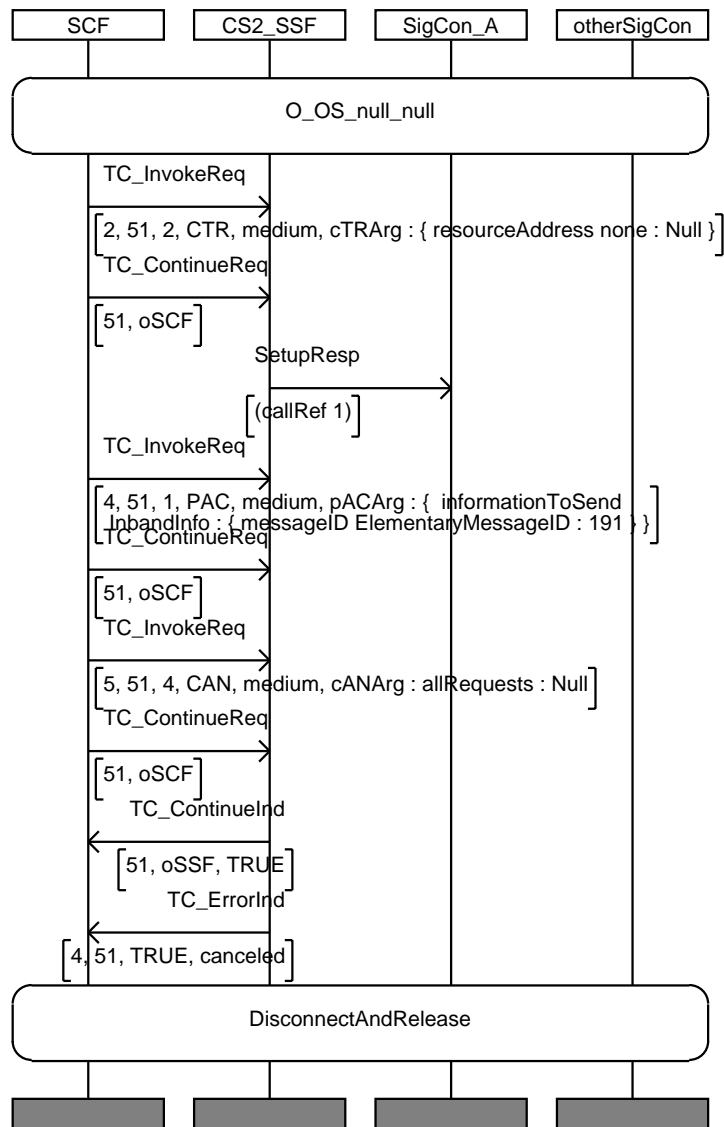 SCF CS2_SSF SigCon_A otherSigCon
O_OS_null_null
TC_InvokeReq
2, 51, 2, CTR, medium, cTRArg : { resourceAddress none : Null }
TC_ContinueReq
51, oSCF
SetupResp
(callRef 1)
TC_InvokeReq
4, 51, 1, PAC, medium, pACArg : { informationToSend
InbandInfo : { messageID ElementaryMessageID : 191 } }
TC_ContinueReq
51, oSCF
TC_InvokeReq
5, 51, 4, CAN, medium, cANArg : allRequests : Null
TC_ContinueReq
51, oSCF
TC_ContinueInd
51, oSSF, TRUE
TC_ErrorInd
4, 51, TRUE, canceled
DisconnectAndRelease